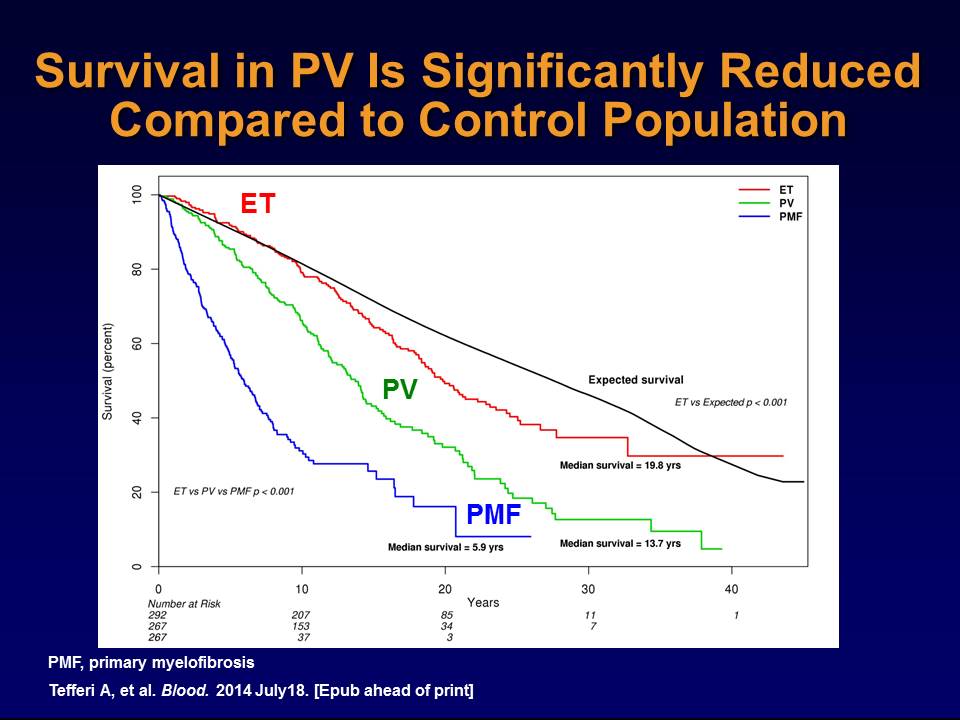 Survival in PV Is Significantly Reduced
Compared to Control Population
ET
ET
PV
PMF
Survival (percent)
100
80
60
40
20
0
Expected survival
ET vs Expected p < 0.001
PV
Median survival = 19.8 yrs
ET vs PV vs PMF p < 0.001
PMF
Median survival = 5.9 yrs
Median survival = 13.7 yrs
0 10 20 30 40
Years
Number at Risk
292 207 85 11 1
267 153 34 7
267 37 3
PMF, primary myelofibrosis
Tefferi A, et al. Blood. 2014 July18. [Epub ahead of print]